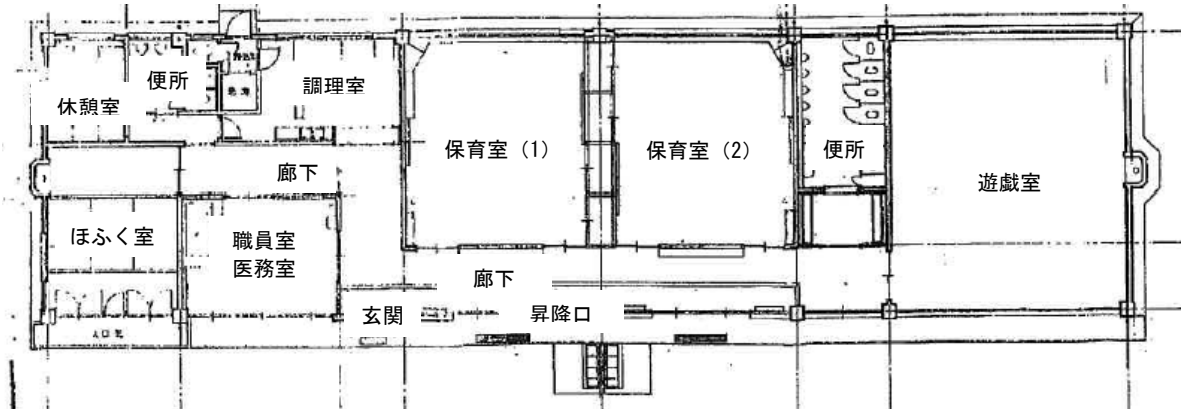 便所
調理室
休憩室
保育室（1）
保育室（2）
便所
廊下
遊戯室
ほふく室
職員室
医務室
廊下
玄関
昇降口